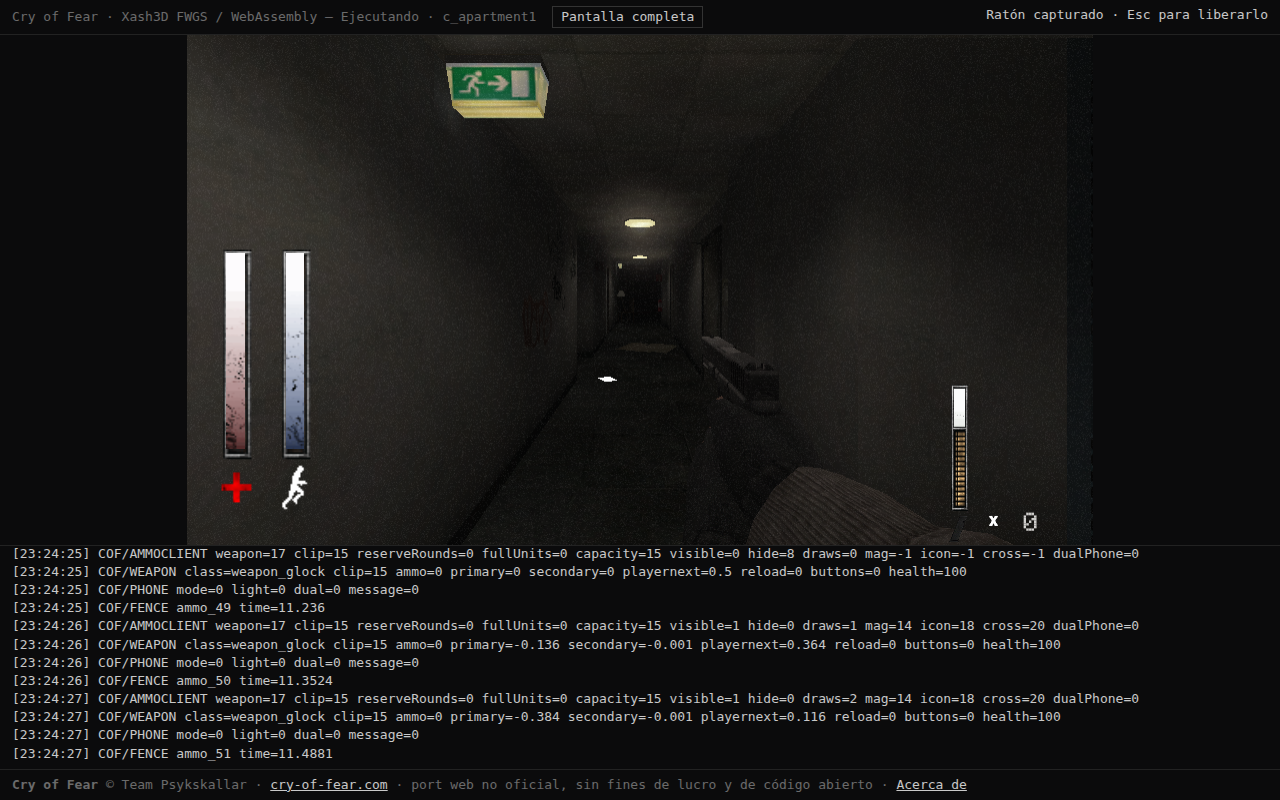 Cry of Fear · Xash3D FWGS / WebAssembly — Ejecutando · c_apartment1 Pantalla completa Ratón capturado · Esc para liberarlo
x 0
[23:24:25] COF/AMMOCLIENT weapon=17 clip=15 reserveRounds=0 fullUnits=0 capacity=15 visible=0 hide=8 draws=0 mag=-1 icon=-1 cross=-1 dualPhone=0
[23:24:25] COF/WEAPON class=weapon_glock clip=15 ammo=0 primary=0 secondary=0 playernext=0.5 reload=0 buttons=0 health=100
[23:24:25] COF/PHONE mode=0 light=0 dual=0 message=0
[23:24:25] COF/FENCE ammo_49 time=11.236
[23:24:26] COF/AMMOCLIENT weapon=17 clip=15 reserveRounds=0 fullUnits=0 capacity=15 visible=1 hide=0 draws=1 mag=14 icon=18 cross=20 dualPhone=0
[23:24:26] COF/WEAPON class=weapon_glock clip=15 ammo=0 primary=-0.136 secondary=-0.001 playernext=0.364 reload=0 buttons=0 health=100
[23:24:26] COF/PHONE mode=0 light=0 dual=0 message=0
[23:24:26] COF/FENCE ammo_50 time=11.3524
[23:24:27] COF/AMMOCLIENT weapon=17 clip=15 reserveRounds=0 fullUnits=0 capacity=15 visible=1 hide=0 draws=2 mag=14 icon=18 cross=20 dualPhone=0
[23:24:27] COF/WEAPON class=weapon_glock clip=15 ammo=0 primary=-0.384 secondary=-0.001 playernext=0.116 reload=0 buttons=0 health=100
[23:24:27] COF/PHONE mode=0 light=0 dual=0 message=0
[23:24:27] COF/FENCE ammo_51 time=11.4881
Cry of Fear © Team Psykskallar · cry-of-fear.com · port web no oficial, sin fines de lucro y de código abierto · Acerca de